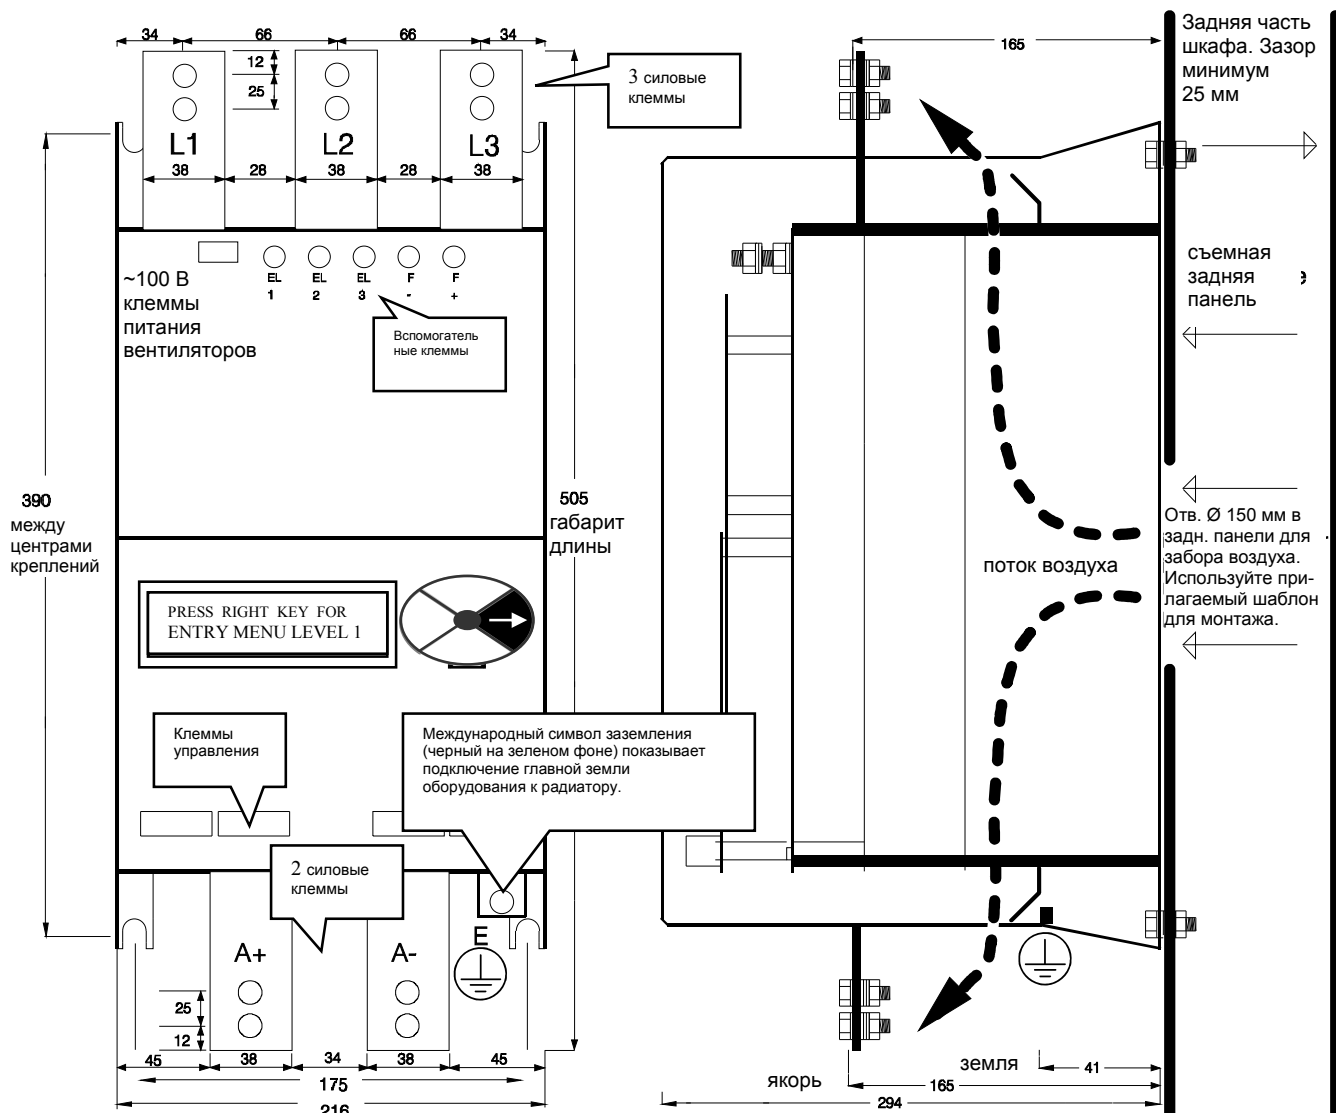 34
66
66
34
12
25
L1
L2
L3
38
28
38
28
38
3 силовые
клеммы
~100 В
клеммы
питания
вентиляторов
EL
1
EL
2
EL
3
F
-
F
+
Вспомогатель
ные клеммы
390
между
центрами
креплений
505
габарит
длины
PRESS RIGHT KEY FOR
ENTRY MENU LEVEL 1
Клеммы
управления
Международный символ заземления
(черный на зеленом фоне) показывает
подключение главной земли
оборудования к радиатору.
2 силовые
клеммы
A+
A-
E
25
12
45
38
34
38
45
175
216
165
Задняя часть
шкафа. Зазор
минимум
25 мм
съемная
задняя
панель
поток воздуха
Отв. Ø 150 мм в
задн. панели для
забора воздуха.
Используйте при-
лагаемый шаблон
для монтажа.
земля
41
якорь
165
294